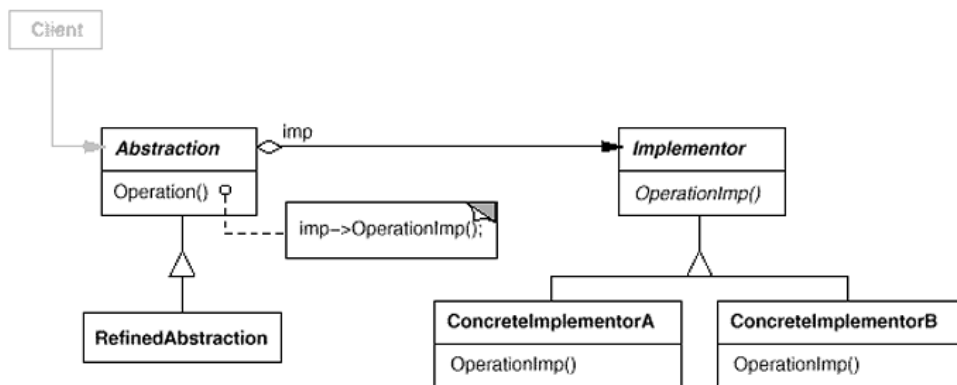 Client
Abstraction
imp
Implementor
Operation()
OperationImp()
imp->OperationImp();
RefinedAbstraction
ConcreteImplementorA
ConcreteImplementorB
OperationImp()
OperationImp()